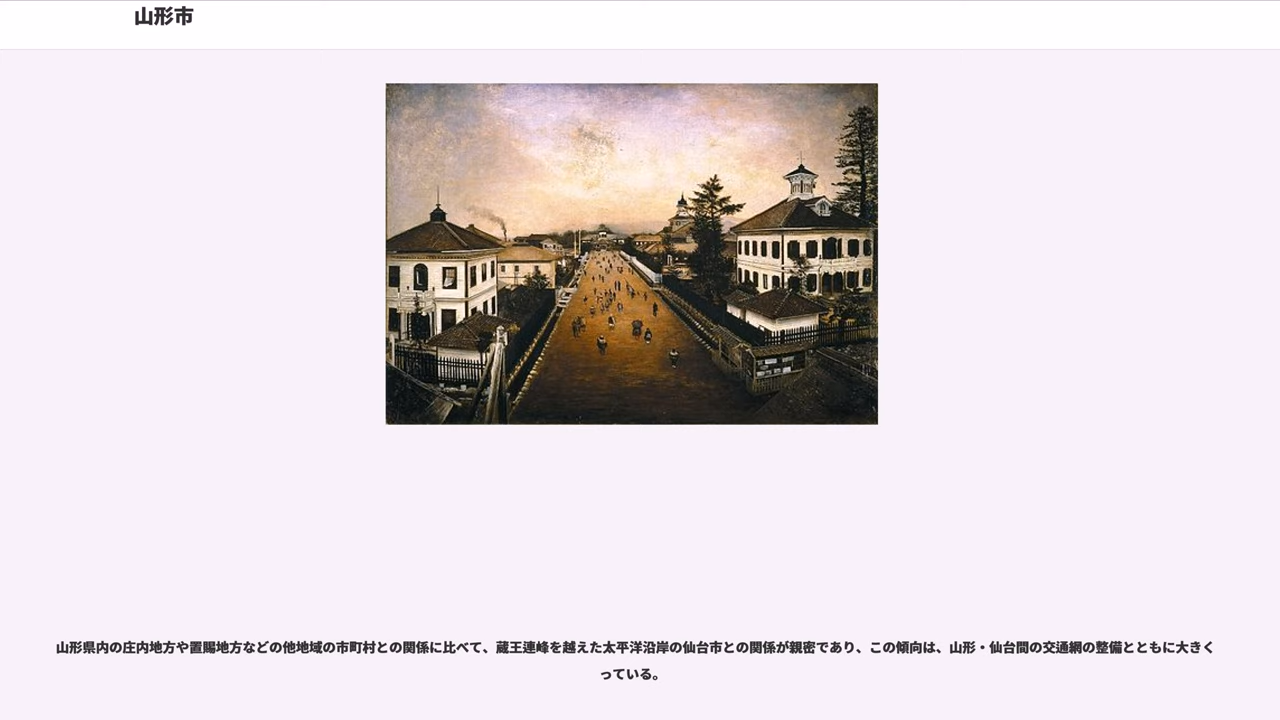 山形市
山形県内の庄内地方や置賜地方などの他地域の市町村との関係に比べて、蔵王連峰を越えた太平洋沿岸の仙台市との関係が親密であり、この傾向は、山形・仙台間の交通網の整備とともに大きく
っている。